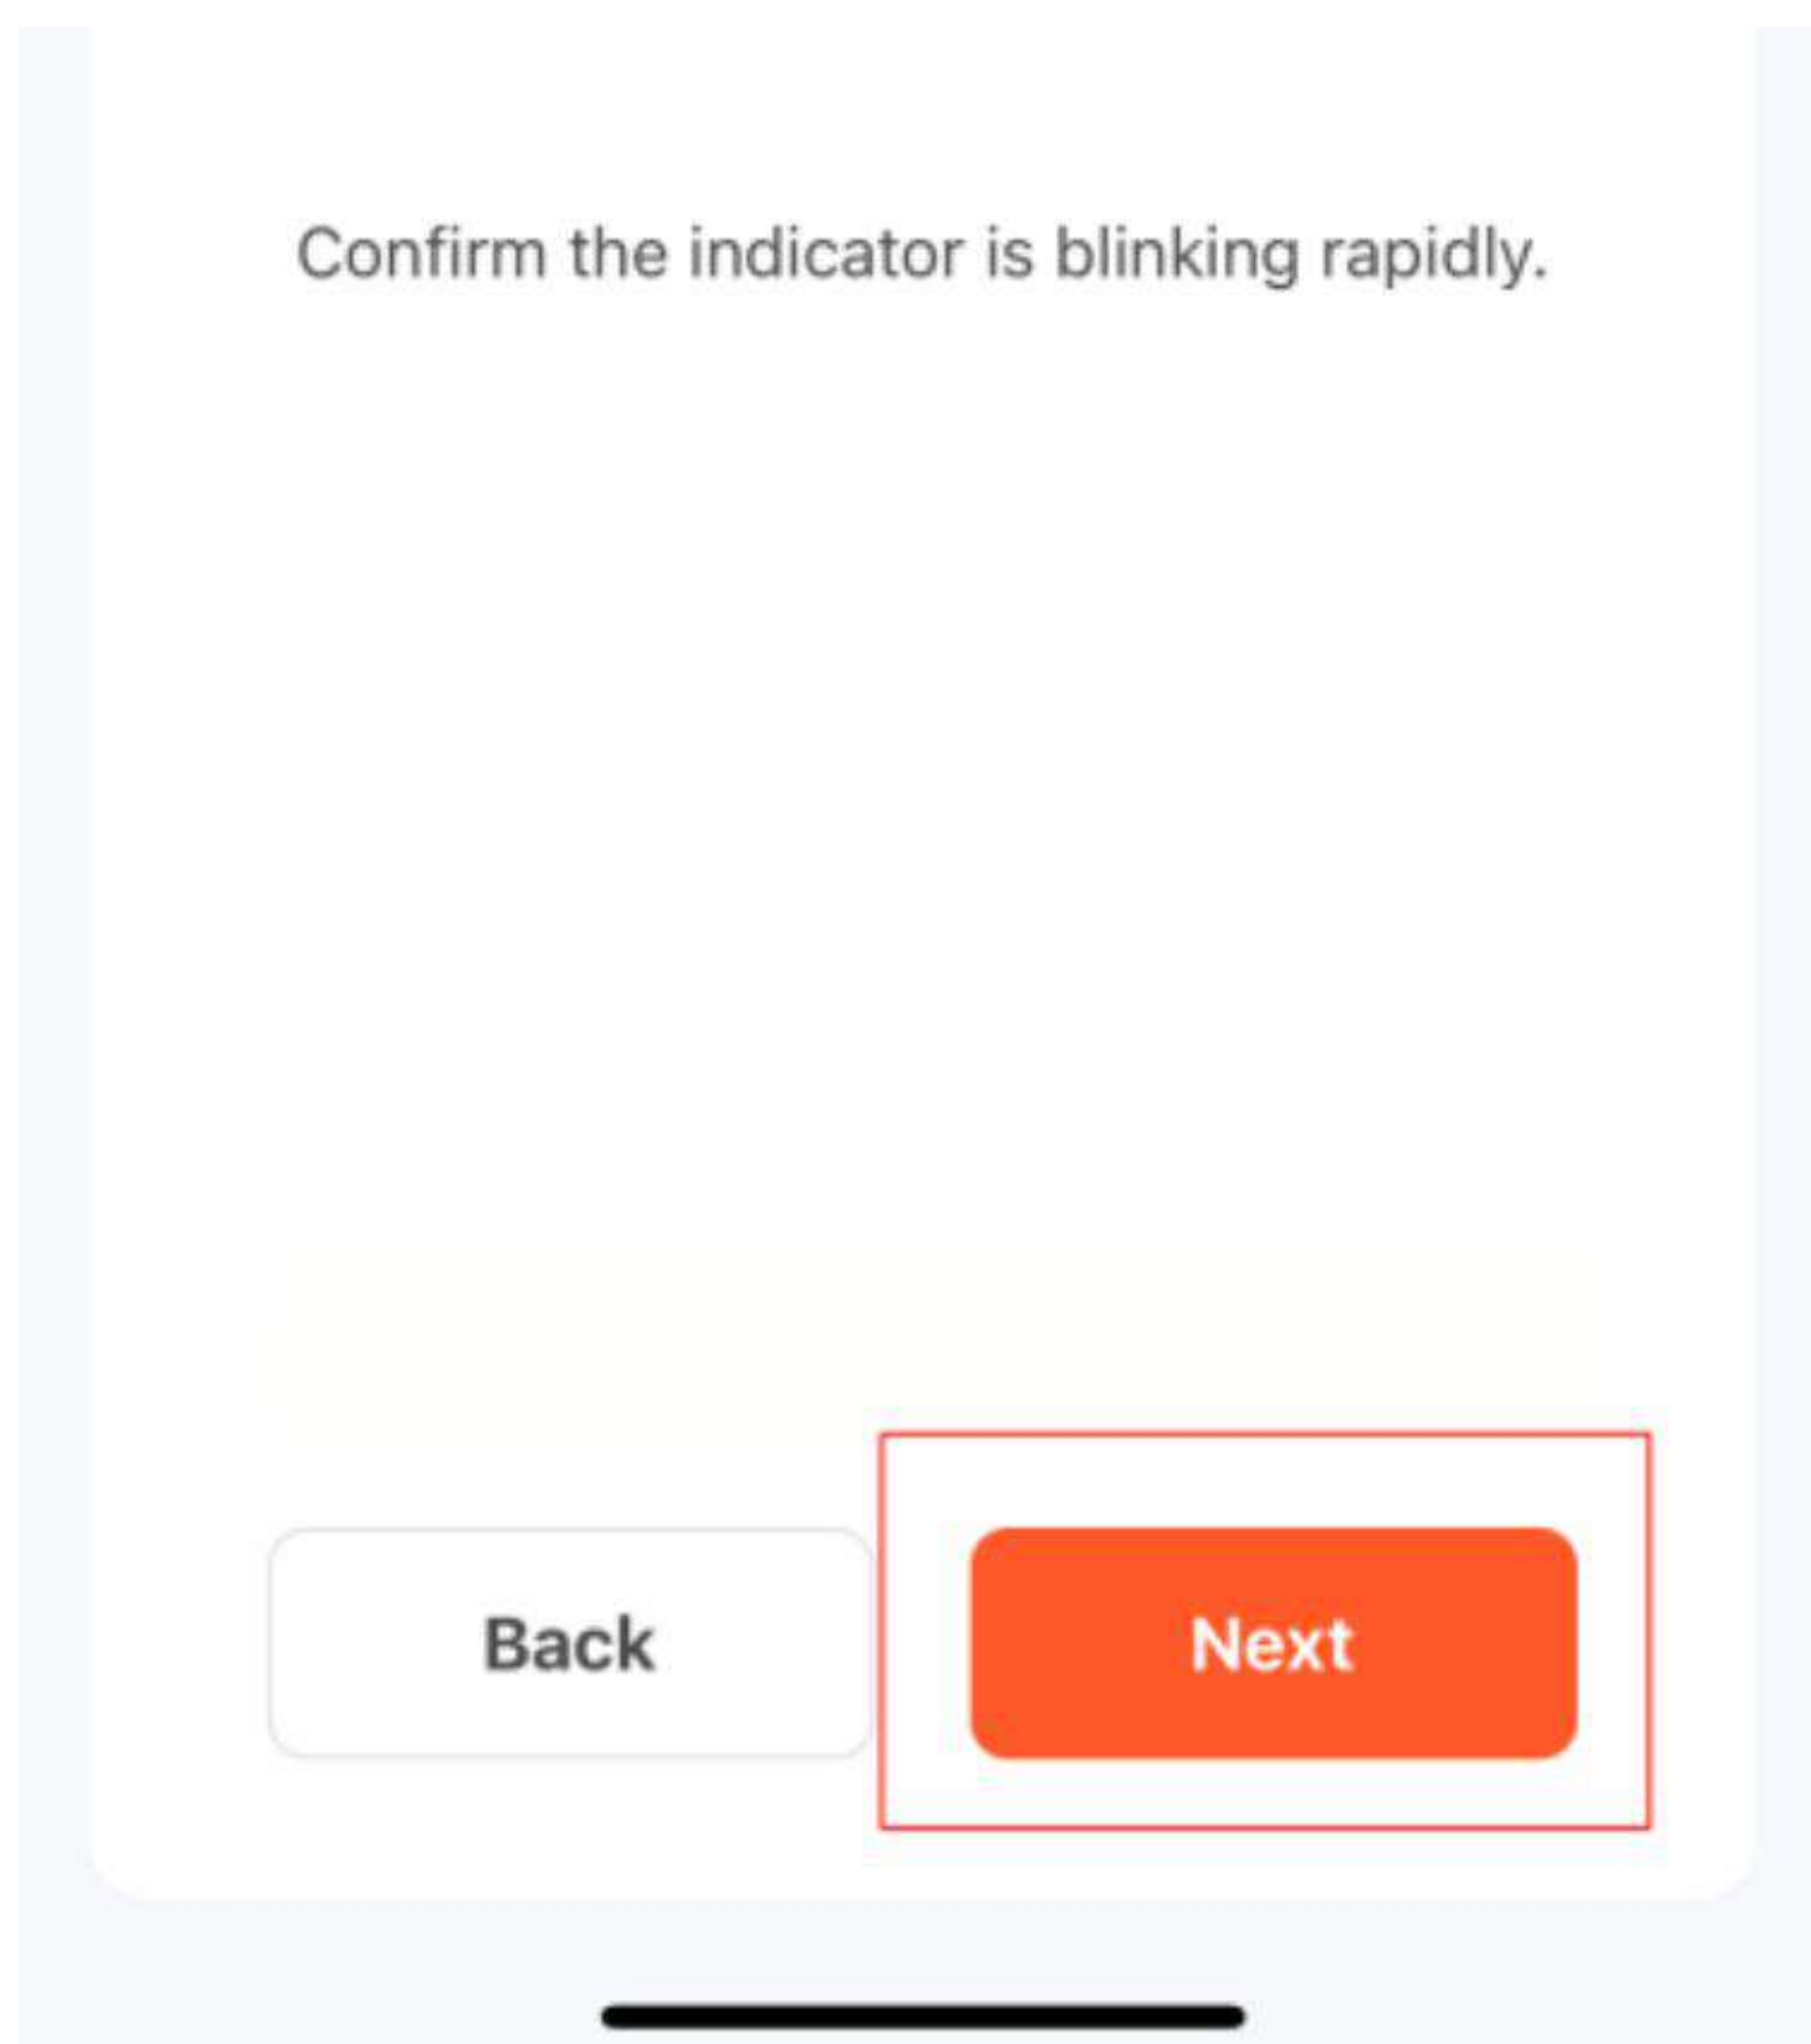 Confirm the indicator is blinking rapidly.
Back
Next